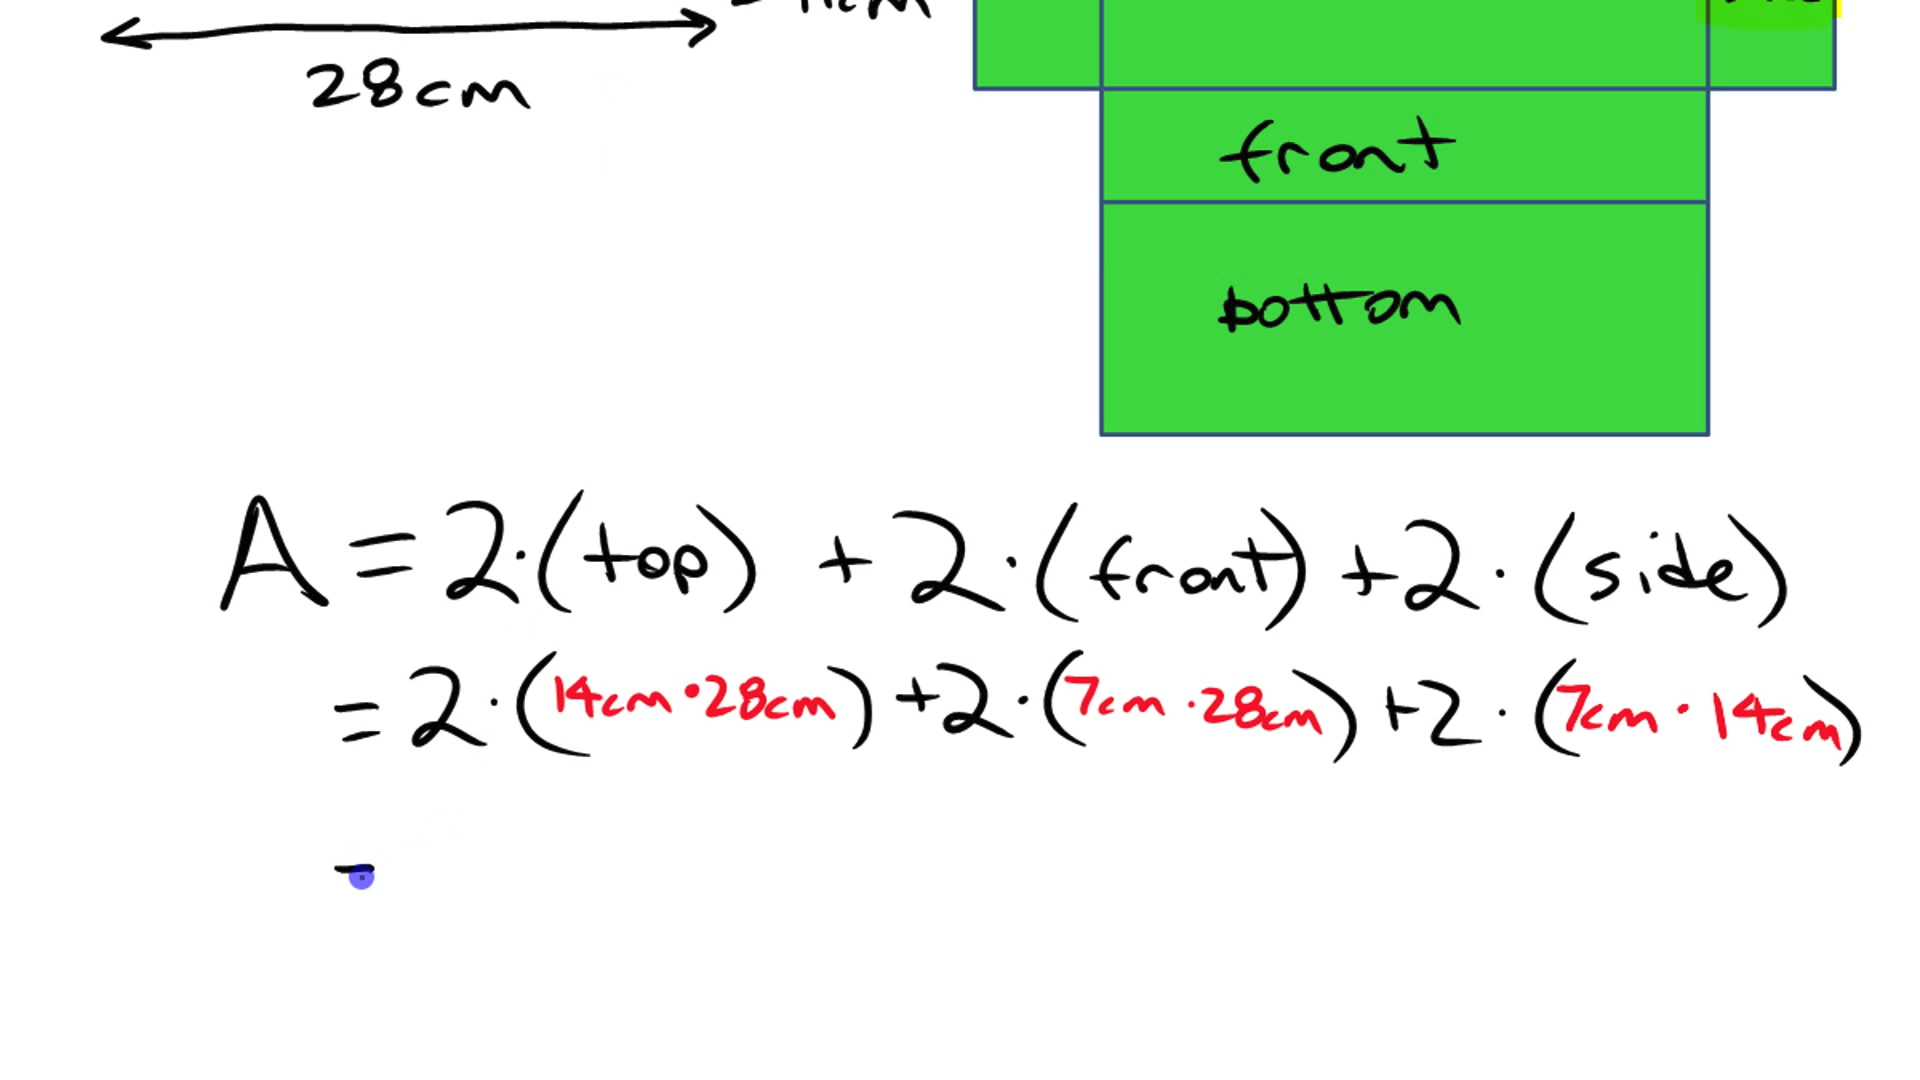 28cm
front
bottom
A = 2·(top) + 2·(front) + 2·(side)
= 2·(14cm·28cm) + 2·(7cm·28cm) + 2·(7cm·14cm)